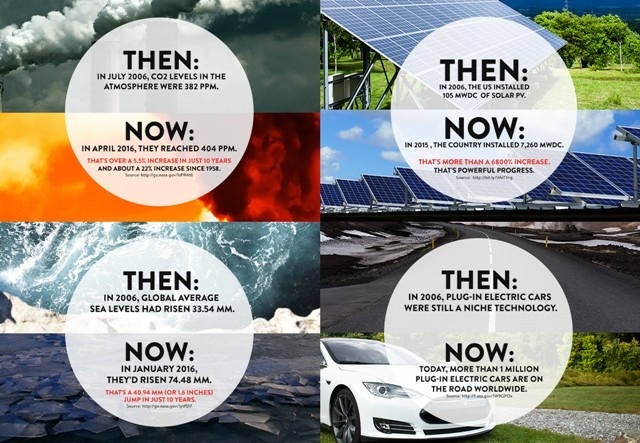 THEN:
IN JULY 2006, CO2 LEVELS IN THE
ATMOSPHERE WERE 382 PPM.
NOW:
IN APRIL 2016, THEY REACHED 404 PPM.
THAT'S OVER A 5.5% INCREASE IN JUST 10 YEARS
AND ABOUT A 22% INCREASE SINCE 1958.
THEN:
IN 2006, THE US INSTALLED
105 MWDC OF SOLAR PV.
NOW:
IN 2015 , THE COUNTRY INSTALLED 7,260 MWDC.
THAT'S MORE THAN A 6800% INCREASE.
THAT'S POWERFUL PROGRESS.
THEN:
IN 2006, GLOBAL AVERAGE
SEA LEVELS HAD RISEN 33.54 MM.
NOW:
IN JANUARY 2016,
THEY'D RISEN 74.48 MM.
THAT'S A 40.94 MM (OR 1.6 INCHES)
JUMP IN JUST 10 YEARS.
THEN:
IN 2006, PLUG-IN ELECTRIC CARS
WERE STILL A NICHE TECHNOLOGY.
NOW:
TODAY, MORE THAN 1 MILLION
PLUG-IN ELECTRIC CARS ARE ON
THE ROAD WORLDWIDE.